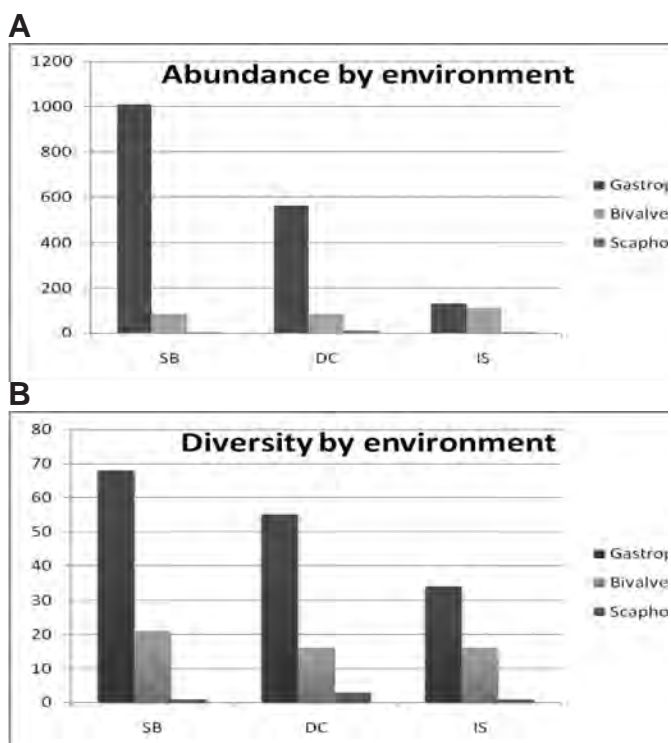 A
Abundance by environment
1200
1000
800
600
400
200
0
SB
DC
IS
Gastrop
Bivalve
Scapho
B
Diversity by environment
80
70
60
50
40
30
20
10
0
SB
DC
IS
Gastrop
Bivalve
Scapho